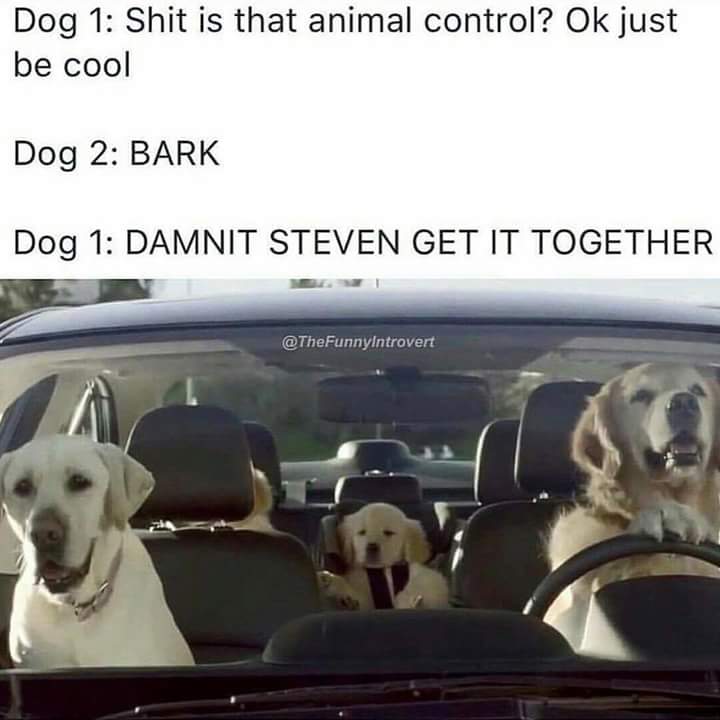 Dog 1: Shit is that animal control? Ok just
be cool
Dog 2: BARK
Dog 1: DAMNIT STEVEN GET IT TOGETHER
@TheFunnyIntrovert